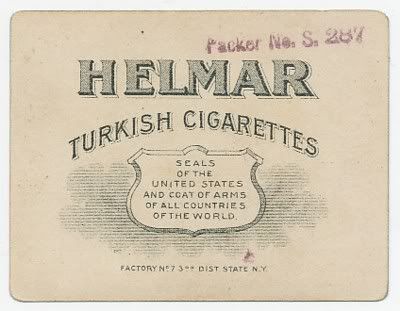 Packer No. S. 287
HELMAR
TURKISH CIGARETTES
SEALS
OF THE
UNITED STATES
AND COAT OF ARMS
OF ALL COUNTRIES
OF THE WORLD.
FACTORY Nº 7 3RD DIST STATE N.Y.